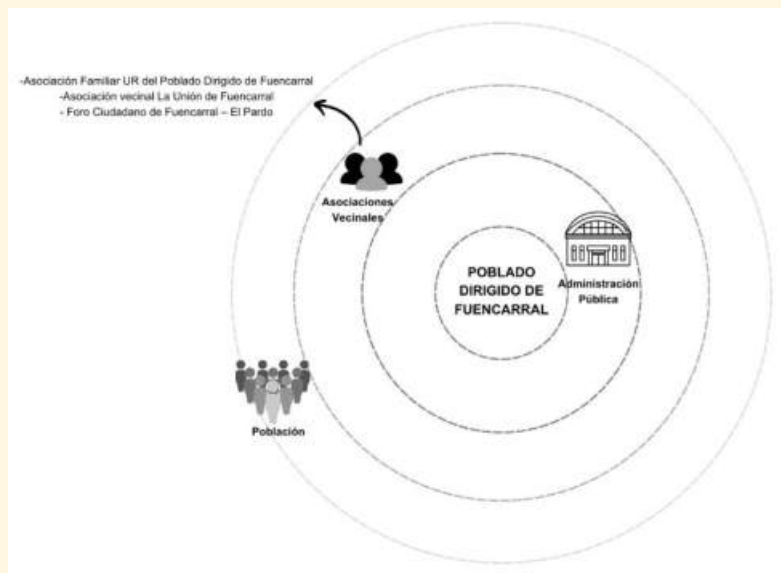 -Asociación Familiar UR del Poblado Dirigido de Fuencarral
-Asociación vecinal La Unión de Fuencarral
- Foro Ciudadano de Fuencarral – El Pardo
Asociaciones
Vecinales
POBLADO
DIRIGIDO DE
FUENCARRAL
Administración
Pública
Población